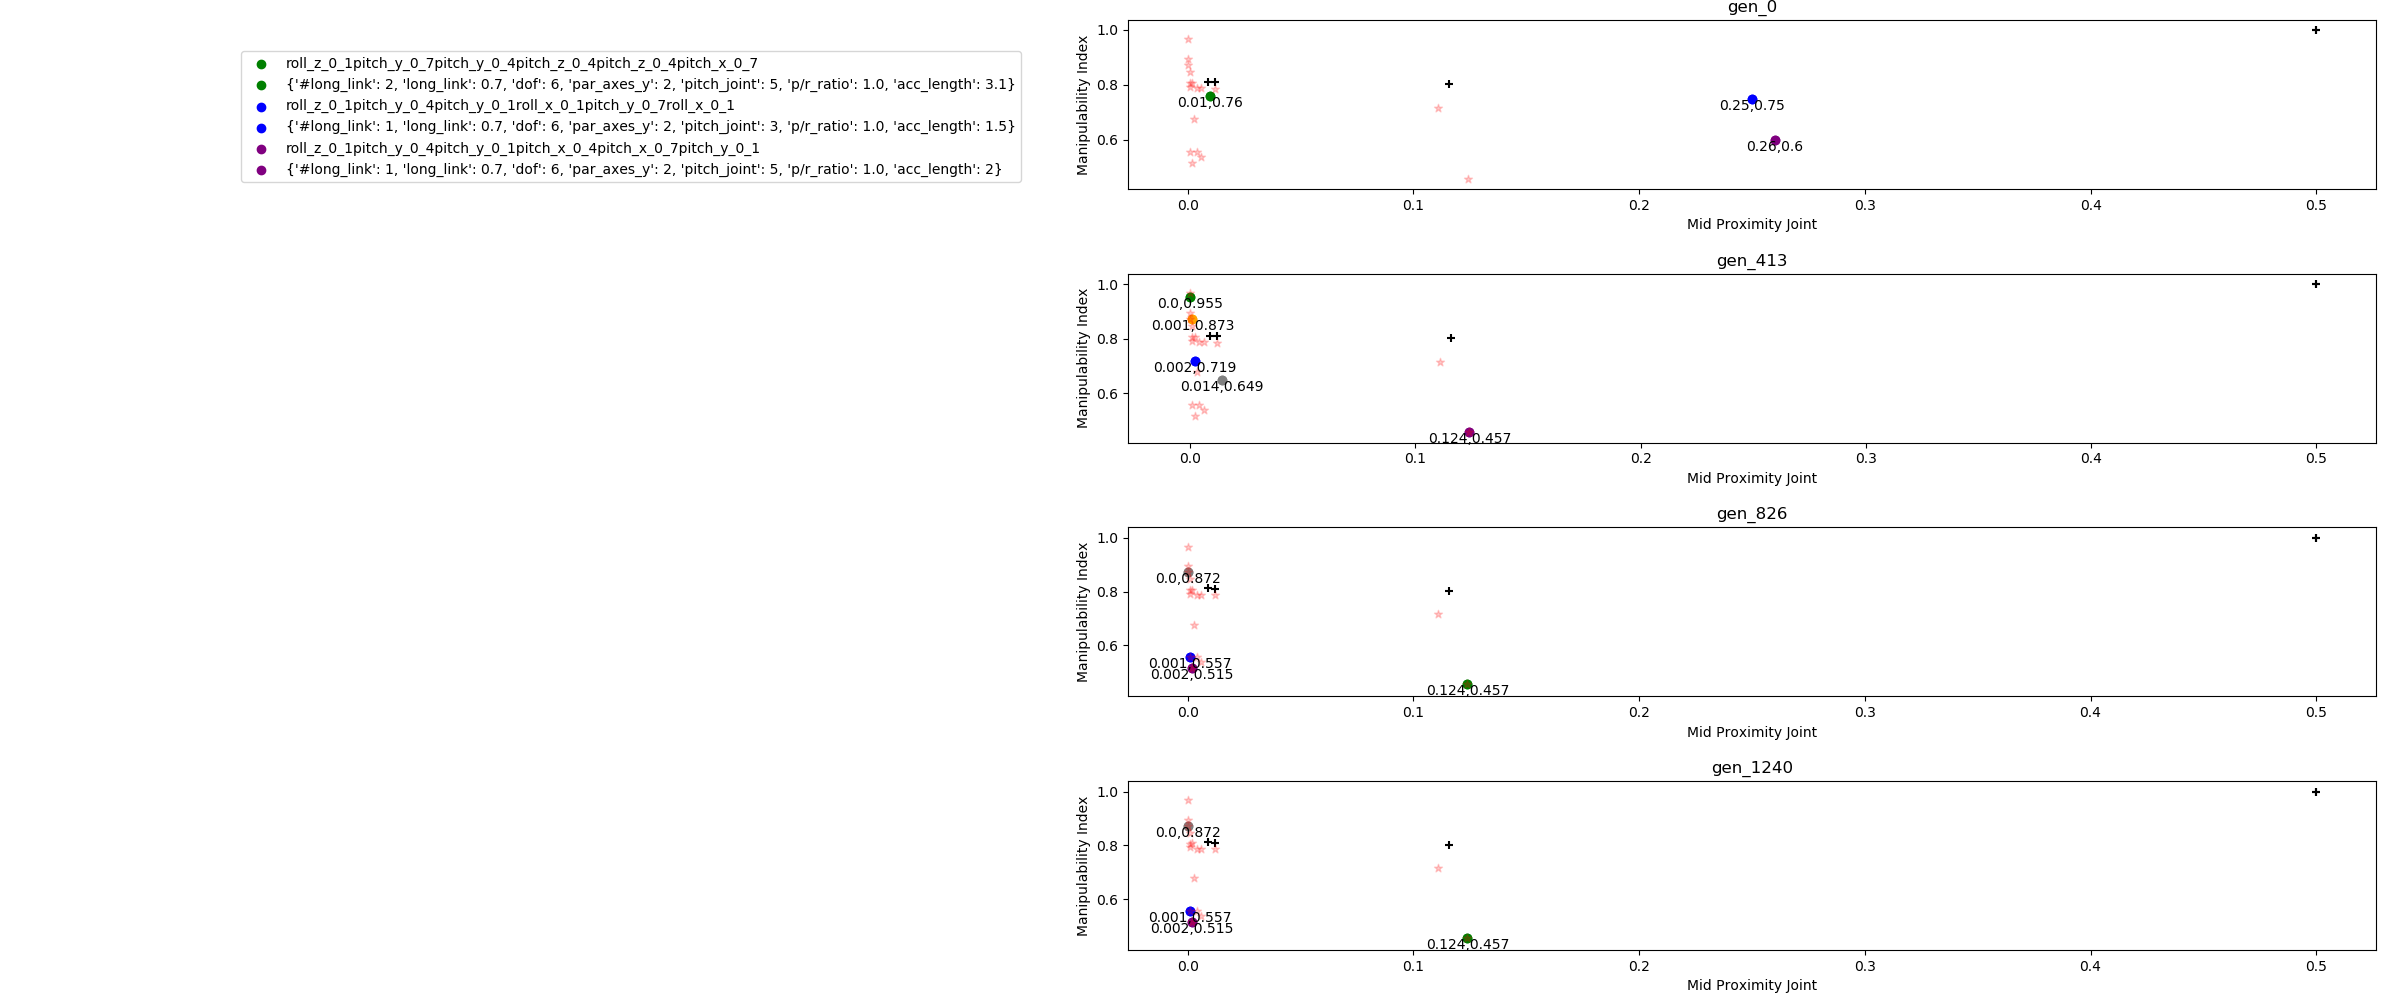 roll_z_0_1pitch_y_0_7pitch_y_0_4pitch_z_0_4pitch_z_0_4pitch_x_0_7
{'#long_link': 2, 'long_link': 0.7, 'dof': 6, 'par_axes_y': 2, 'pitch_joint': 5, 'p/r_ratio': 1.0, 'acc_length': 3.1}
roll_z_0_1pitch_y_0_4pitch_y_0_1roll_x_0_1pitch_y_0_7roll_x_0_1
{'#long_link': 1, 'long_link': 0.7, 'dof': 6, 'par_axes_y': 2, 'pitch_joint': 3, 'p/r_ratio': 1.0, 'acc_length': 1.5}
roll_z_0_1pitch_y_0_4pitch_y_0_1pitch_x_0_4pitch_x_0_7pitch_y_0_1
{'#long_link': 1, 'long_link': 0.7, 'dof': 6, 'par_axes_y': 2, 'pitch_joint': 5, 'p/r_ratio': 1.0, 'acc_length': 2}
gen_0
Manipulability Index
1.0
0.8
0.6
0.01,0.76
0.25,0.75
0.26,0.6
0.0 0.1 0.2 0.3 0.4 0.5
Mid Proximity Joint
gen_413
Manipulability Index
1.0
0.8
0.6
0.0,0.955
0.001,0.873
0.002,0.719
0.014,0.649
0.124,0.457
0.0 0.1 0.2 0.3 0.4 0.5
Mid Proximity Joint
gen_826
Manipulability Index
1.0
0.8
0.6
0.0,0.872
0.001,0.557
0.002,0.515
0.124,0.457
0.0 0.1 0.2 0.3 0.4 0.5
Mid Proximity Joint
gen_1240
Manipulability Index
1.0
0.8
0.6
0.0,0.872
0.001,0.557
0.002,0.515
0.124,0.457
0.0 0.1 0.2 0.3 0.4 0.5
Mid Proximity Joint